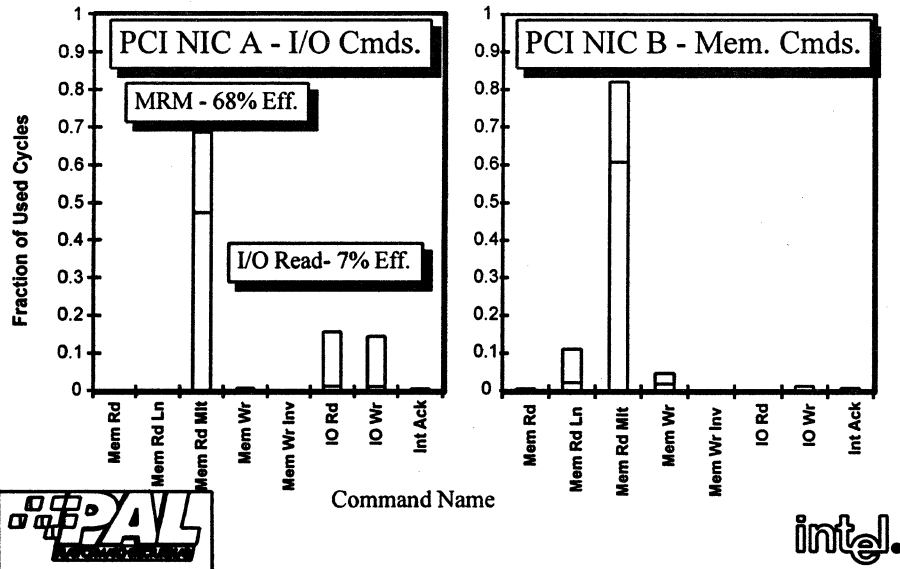 PCI NIC A - I/O Cmds.
MRM - 68% Eff.
I/O Read- 7% Eff.
Fraction of Used Cycles
1
0.9
0.8
0.7
0.6
0.5
0.4
0.3
0.2
0.1
0
Mem Rd
Mem Rd Ln
Mem Rd Mlt
Mem Wr
Mem Wr Inv
IO Rd
IO Wr
Int Ack
PCI NIC B - Mem. Cmds.
1
0.9
0.8
0.7
0.6
0.5
0.4
0.3
0.2
0.1
0
Mem Rd
Mem Rd Ln
Mem Rd Mlt
Mem Wr
Mem Wr Inv
IO Rd
IO Wr
Int Ack
Command Name
PAL
intel.